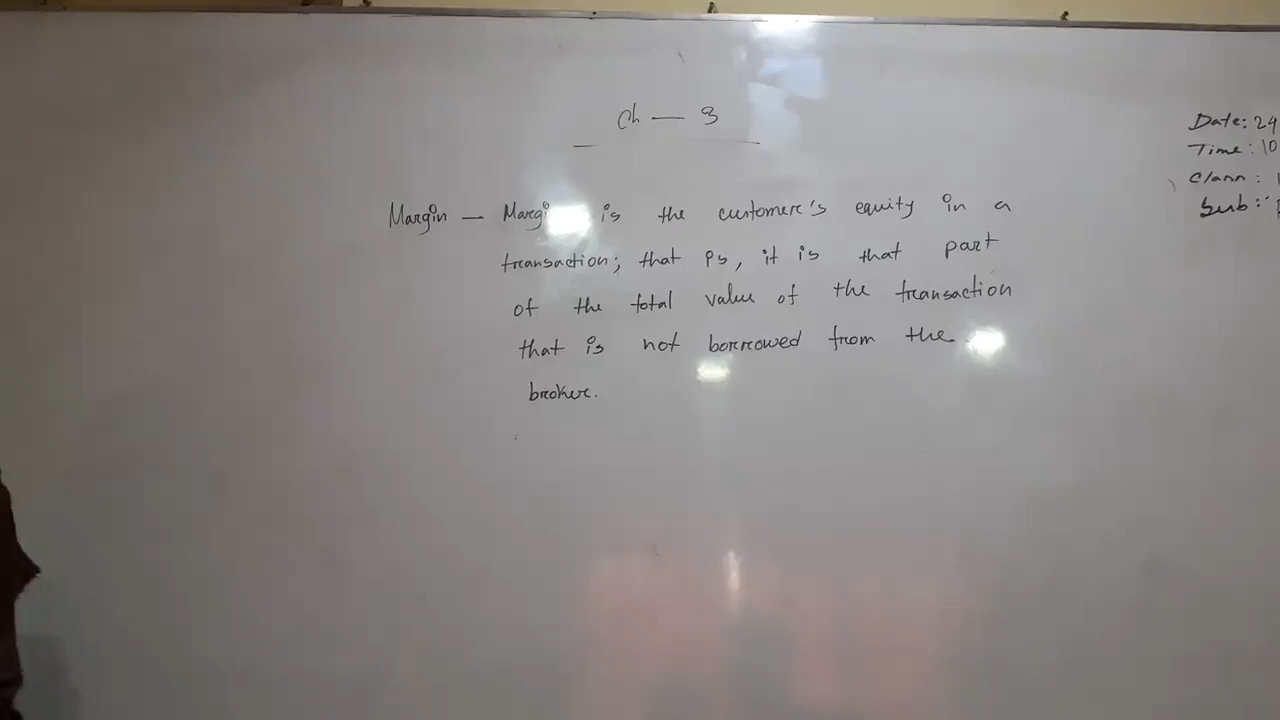 Ch — 3
Margin — Margin is the customer's equity in a
transaction; that is, it is that part
of the total value of the transaction
that is not borrowed from the
broker.
Date: 24
Time: 10
Class:
Sub: